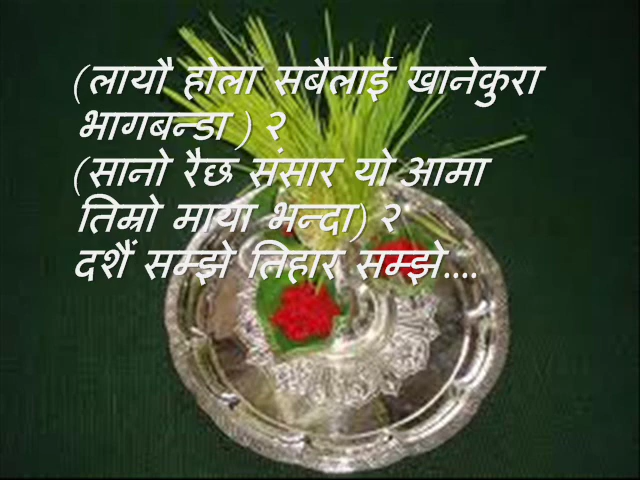 (लायौ होला सबैलाई खानेकुरा
भागबन्डा ) २
(सानो रैछ संसार यो आमा
तिम्रो माया भन्दा) २
दशैं सम्झे तिहार सम्झे....